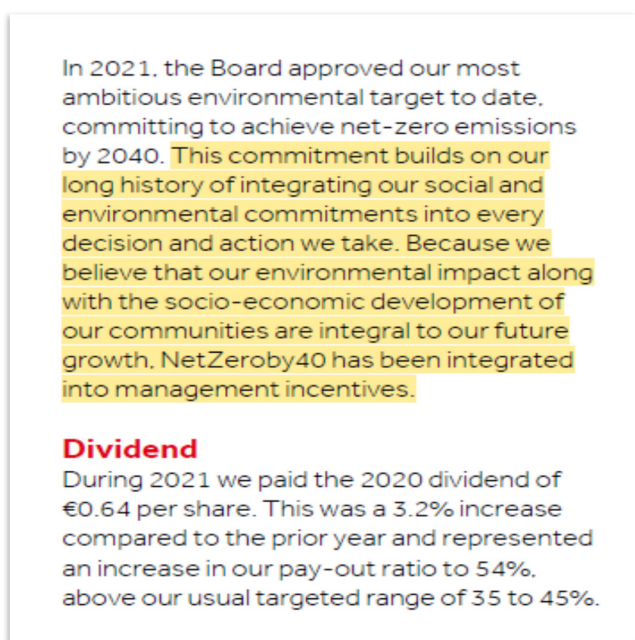 In 2021, the Board approved our most
ambitious environmental target to date,
committing to achieve net-zero emissions
by 2040. This commitment builds on our
long history of integrating our social and
environmental commitments into every
decision and action we take. Because we
believe that our environmental impact along
with the socio-economic development of
our communities are integral to our future
growth, NetZeroby40 has been integrated
into management incentives.
Dividend
During 2021 we paid the 2020 dividend of
€0.64 per share. This was a 3.2% increase
compared to the prior year and represented
an increase in our pay-out ratio to 54%,
above our usual targeted range of 35 to 45%.